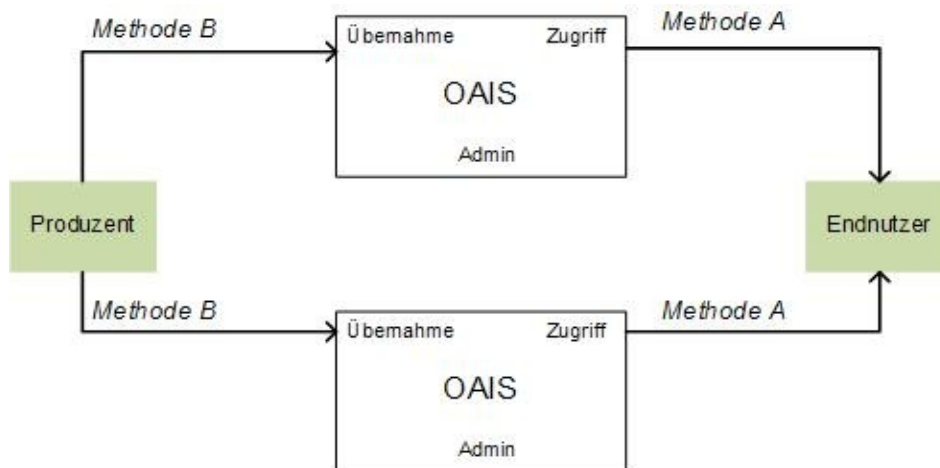 Methode B
Übernahme Zugriff
Methode A
OAIS
Admin
Produzent
Endnutzer
Methode B
Übernahme Zugriff
Methode A
OAIS
Admin